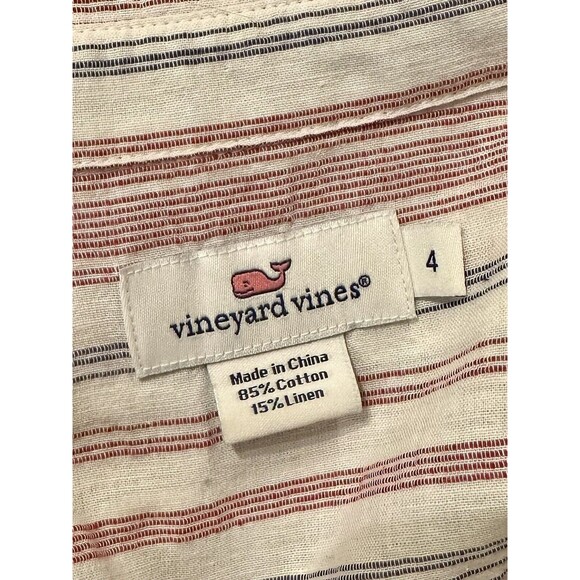 vineyard vines®
4
Made in China
85% Cotton
15% Linen